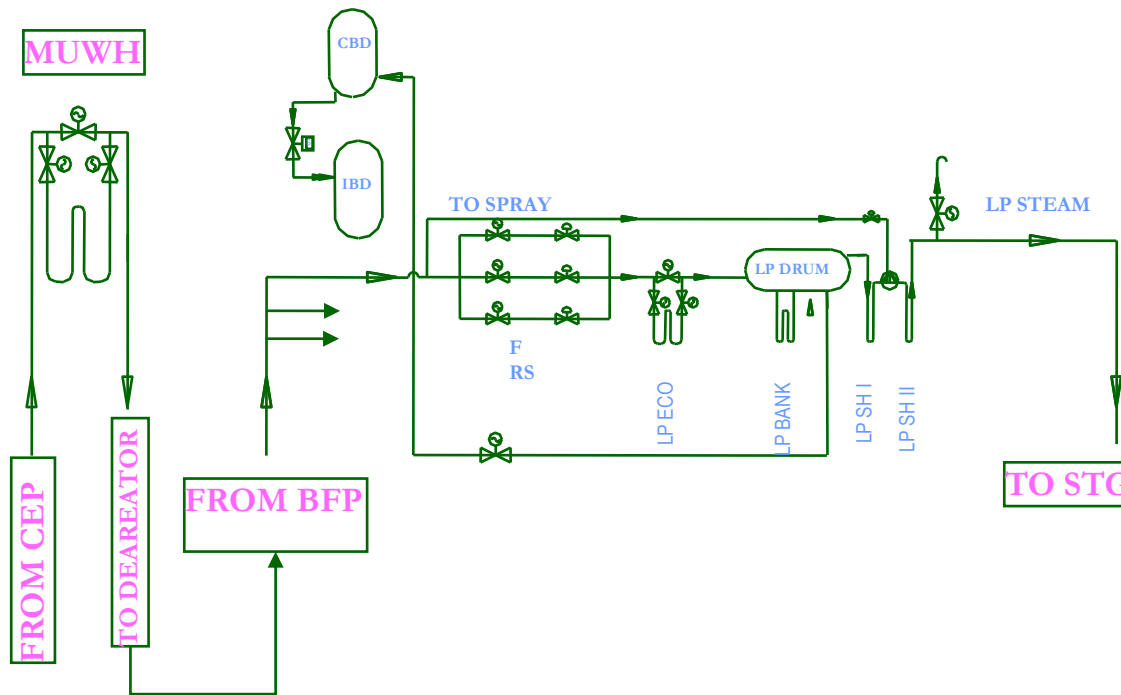 MUWH
CBD
IBD
TO SPRAY
LP STEAM
LP DRUM
F
RS
LP ECO
LP BANK
LP SH I
LP SH II
FROM CEP
TO DEAREATOR
FROM BFP
TO STG